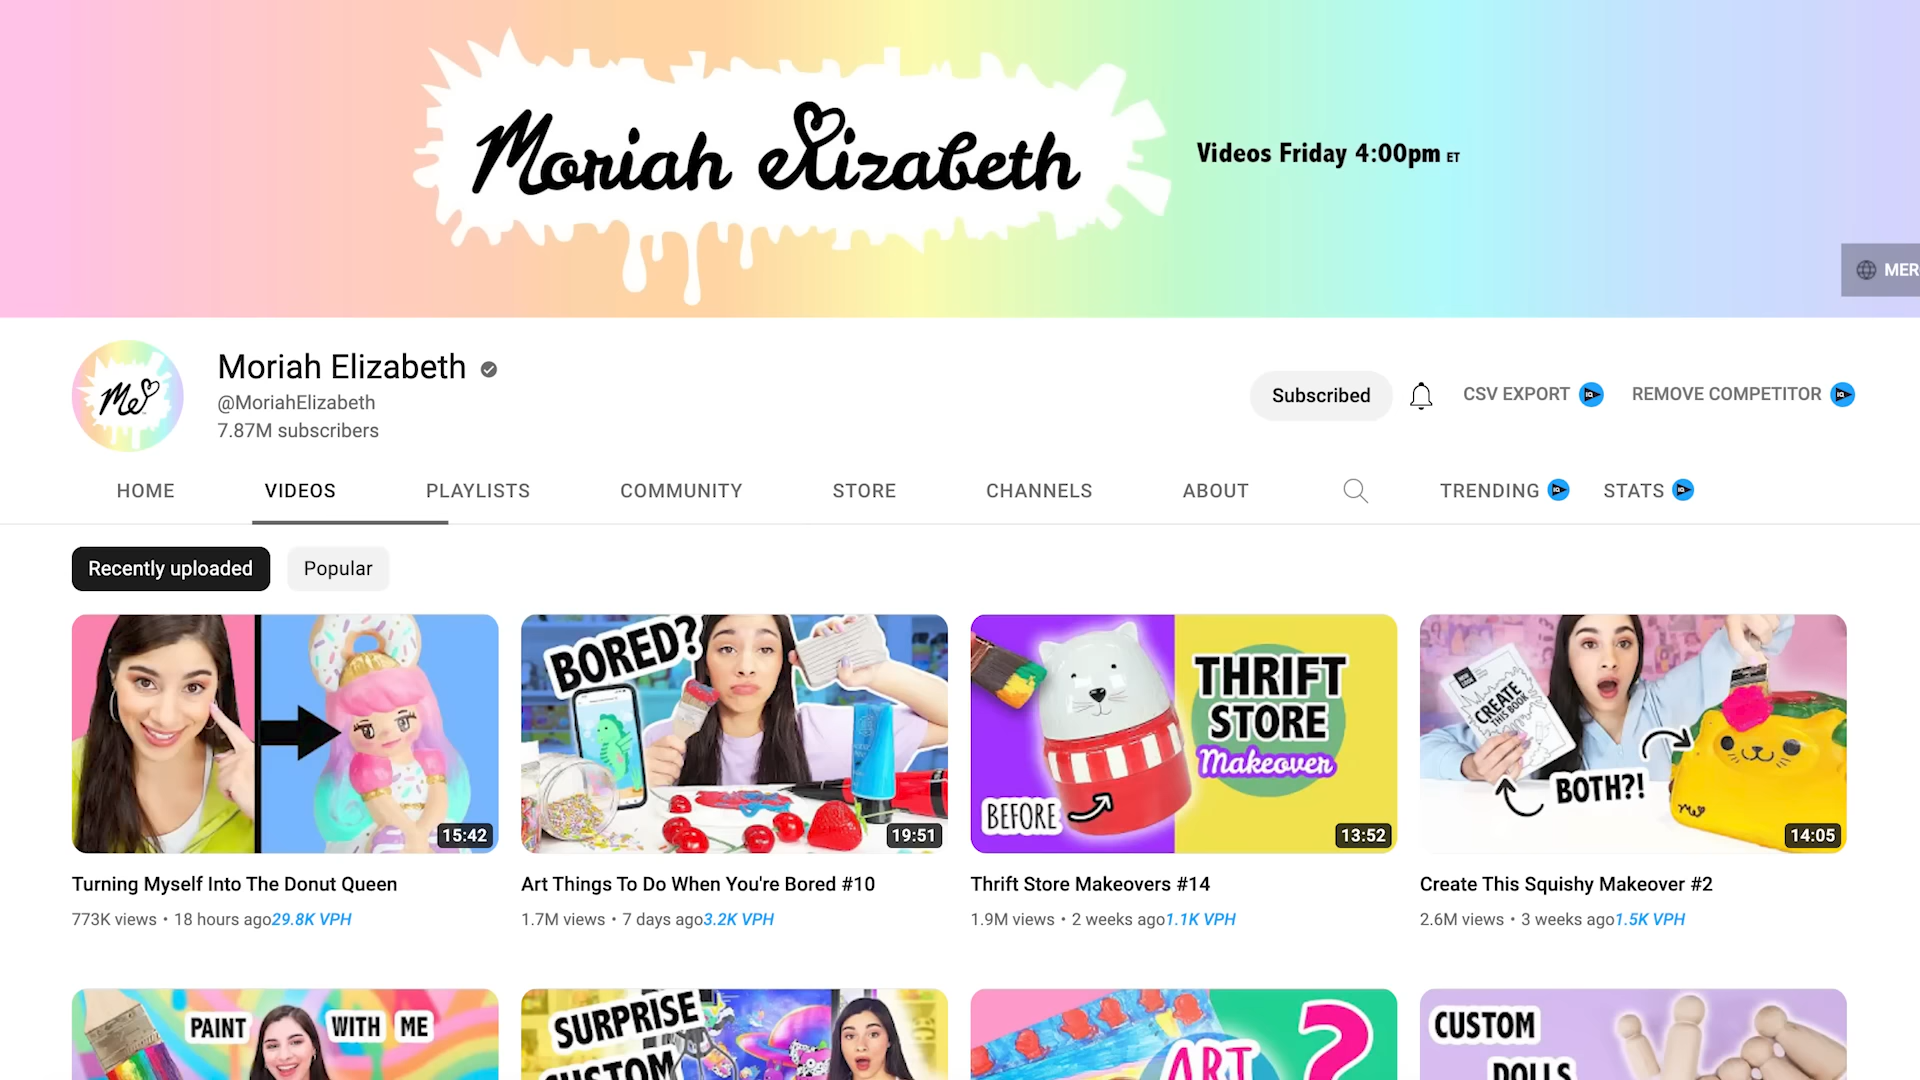 Moriah Elizabeth
Videos Friday 4:00pm ET
MER
Me
Moriah Elizabeth
@MoriahElizabeth
7.87M subscribers
Subscribed
CSV EXPORT
REMOVE COMPETITOR
HOME
VIDEOS
PLAYLISTS
COMMUNITY
STORE
CHANNELS
ABOUT
TRENDING
STATS
Recently uploaded
Popular
15:42
BORED?
19:51
THRIFT
STORE
Makeover
BEFORE
13:52
CREATE
THIS BOOK
BOTH?!
Me
14:05
Turning Myself Into The Donut Queen
773K views • 18 hours ago29.8K VPH
Art Things To Do When You're Bored #10
1.7M views • 7 days ago3.2K VPH
Thrift Store Makeovers #14
1.9M views • 2 weeks ago1.1K VPH
Create This Squishy Makeover #2
2.6M views • 3 weeks ago1.5K VPH
PAINT WITH ME
SURPRISE
CUSTOM
ART
?
CUSTOM
DOLLS